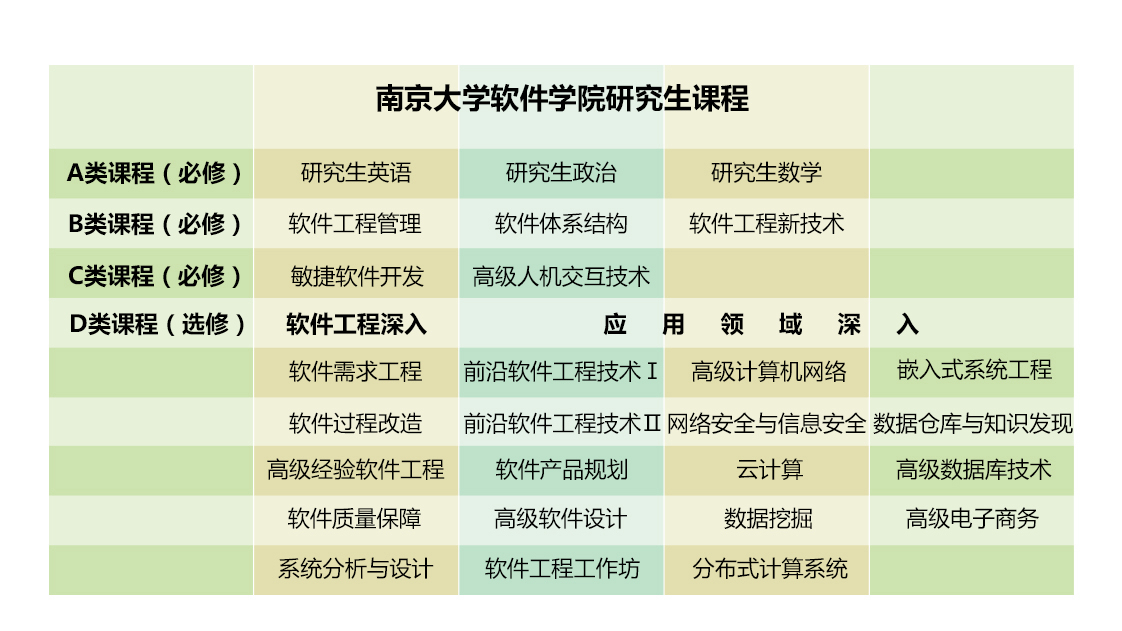 南京大学软件学院研究生课程
A类课程（必修） 研究生英语 研究生政治 研究生数学
B类课程（必修） 软件工程管理 软件体系结构 软件工程新技术
C类课程（必修） 敏捷软件开发 高级人机交互技术
D类课程（选修） 软件工程深入 应用领域深入
软件需求工程 前沿软件工程技术Ⅰ 高级计算机网络 嵌入式系统工程
软件过程改造 前沿软件工程技术Ⅱ 网络安全与信息安全 数据仓库与知识发现
高级经验软件工程 软件产品规划 云计算 高级数据库技术
软件质量保障 高级软件设计 数据挖掘 高级电子商务
系统分析与设计 软件工程工作坊 分布式计算系统